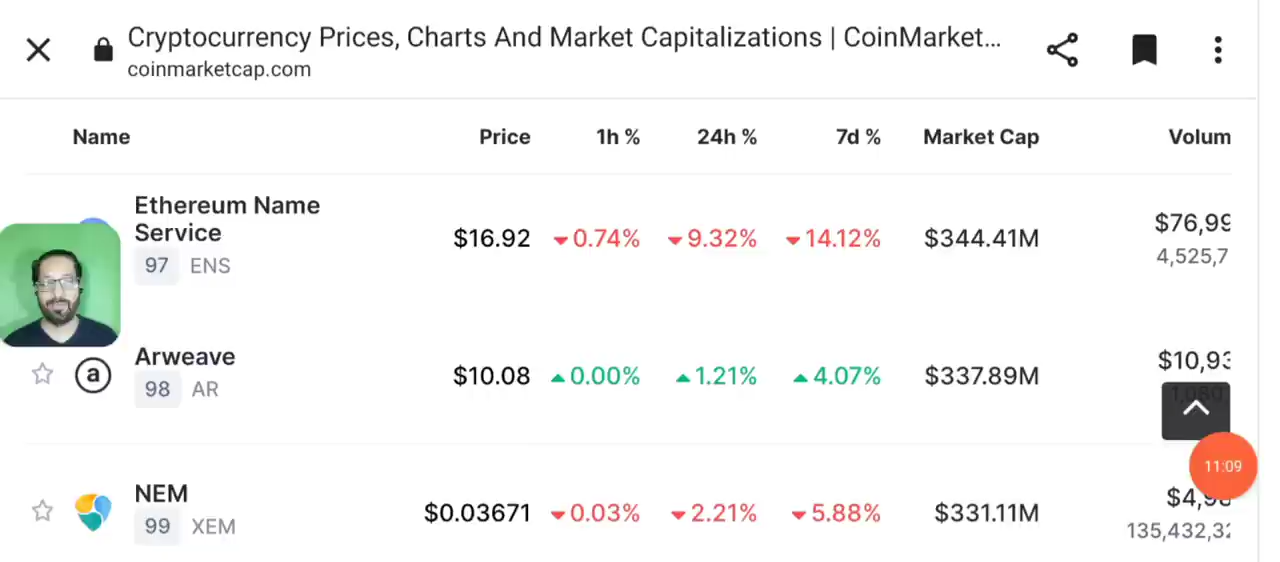 Cryptocurrency Prices, Charts And Market Capitalizations | CoinMarket...
coinmarketcap.com
Name Price 1h % 24h % 7d % Market Cap Volum
Ethereum Name
Service
97 ENS
$16.92 0.74% 9.32% 14.12% $344.41M $76,99
4,525,7
Arweave
98 AR
$10.08 0.00% 1.21% 4.07% $337.89M $10,93
11:09
NEM
99 XEM
$0.03671 0.03% 2.21% 5.88% $331.11M $4,9
135,432,32